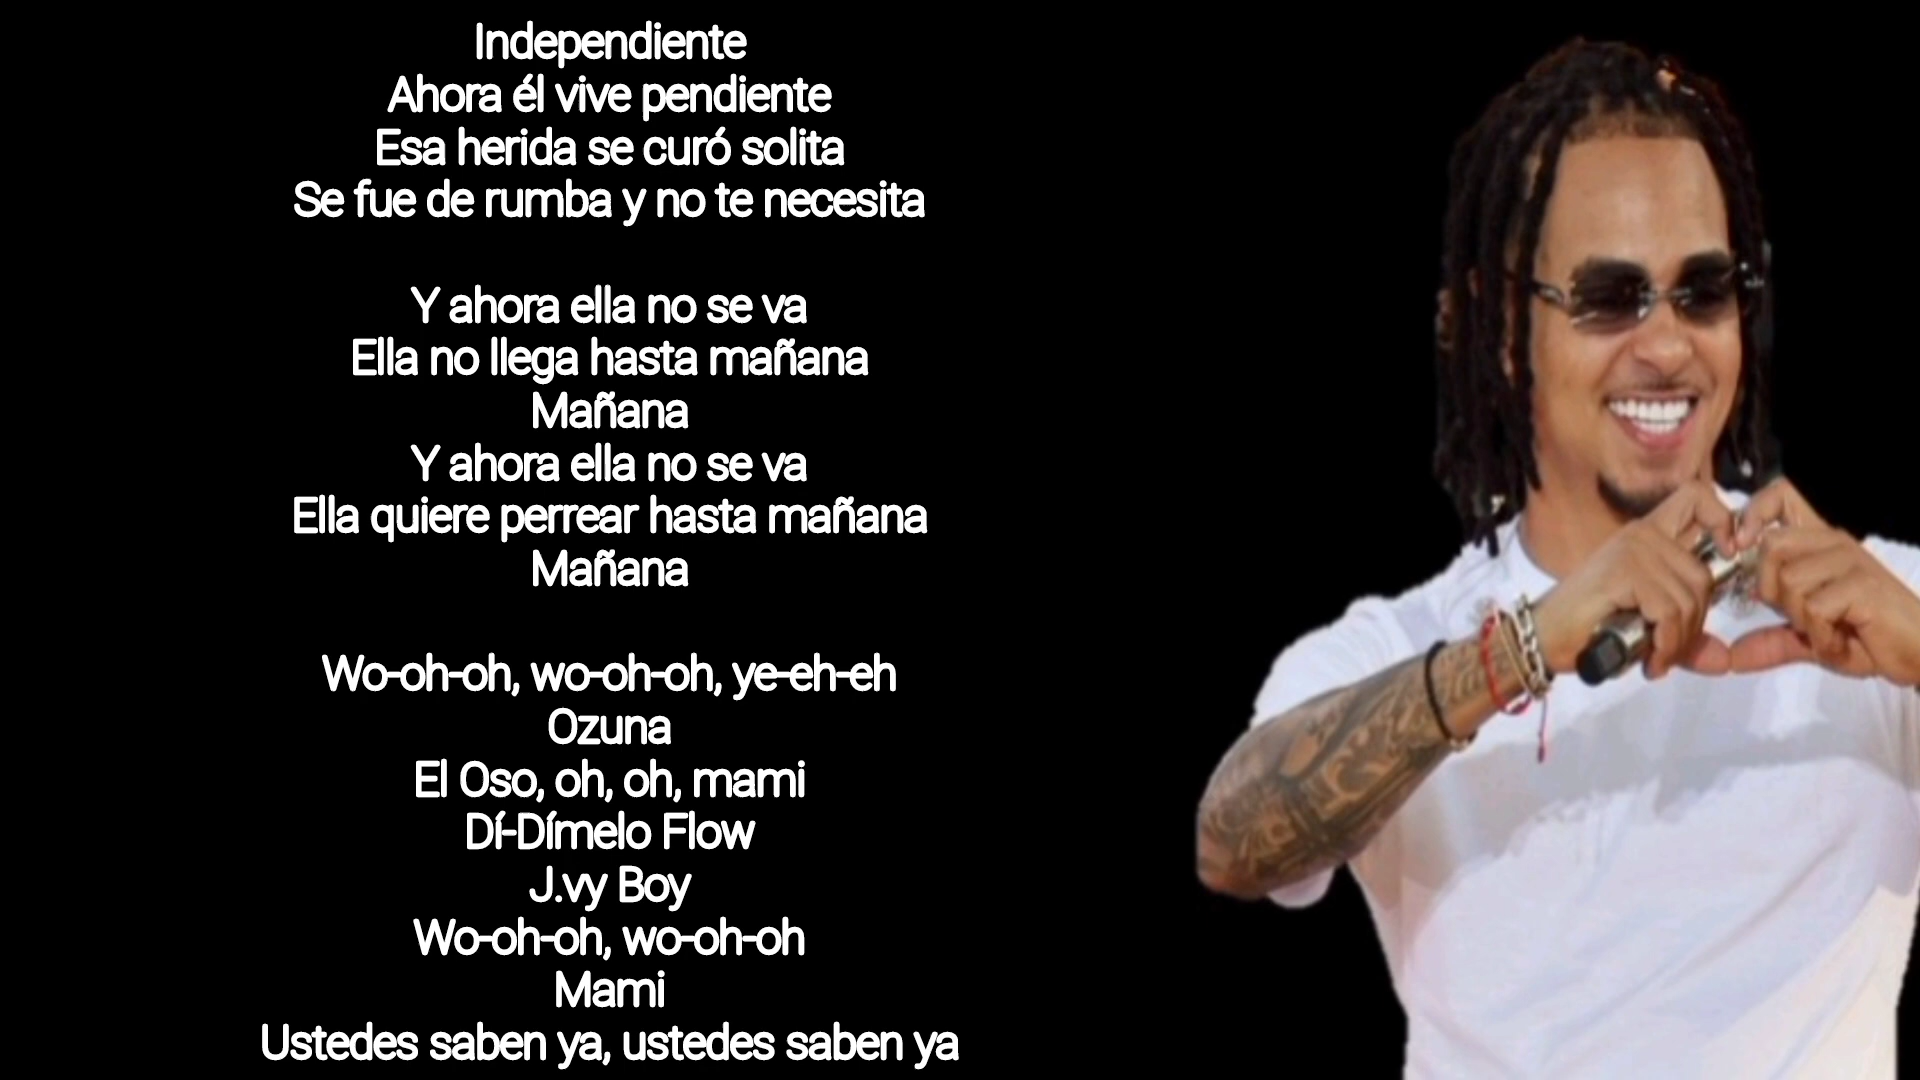 Independiente
Ahora él vive pendiente
Esa herida se curó solita
Se fue de rumba y no te necesita
Y ahora ella no se va
Ella no llega hasta mañana
Mañana
Y ahora ella no se va
Ella quiere perrear hasta mañana
Mañana
Wo-oh-oh, wo-oh-oh, ye-eh-eh
Ozuna
El Oso, oh, oh, mami
Dí-Dímelo Flow
J.vy Boy
Wo-oh-oh, wo-oh-oh
Mami
Ustedes saben ya, ustedes saben ya